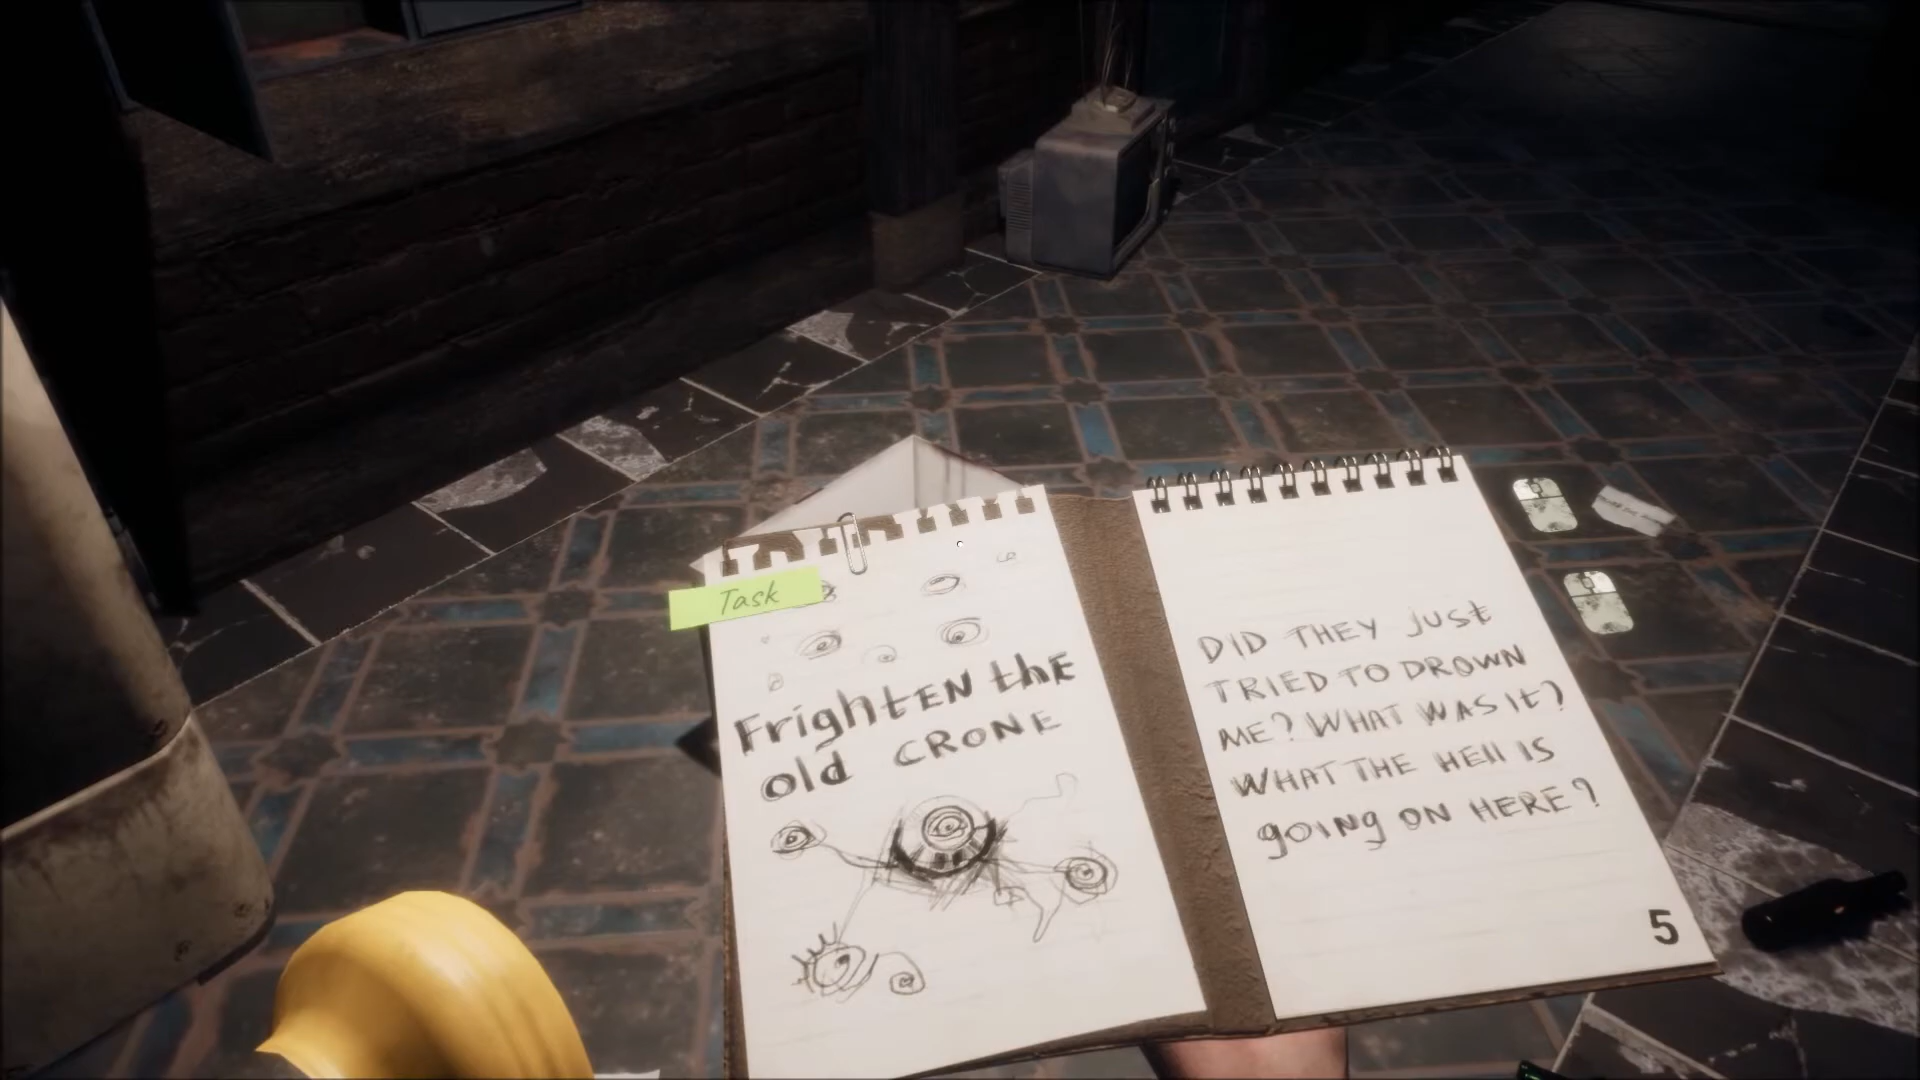 Task
Frighten the
old CRONE
DID THEY just
TRIED TO DROWN
ME? WHAT WAS it?
WHAT THE HEll IS
goiNg ON HERE?
5